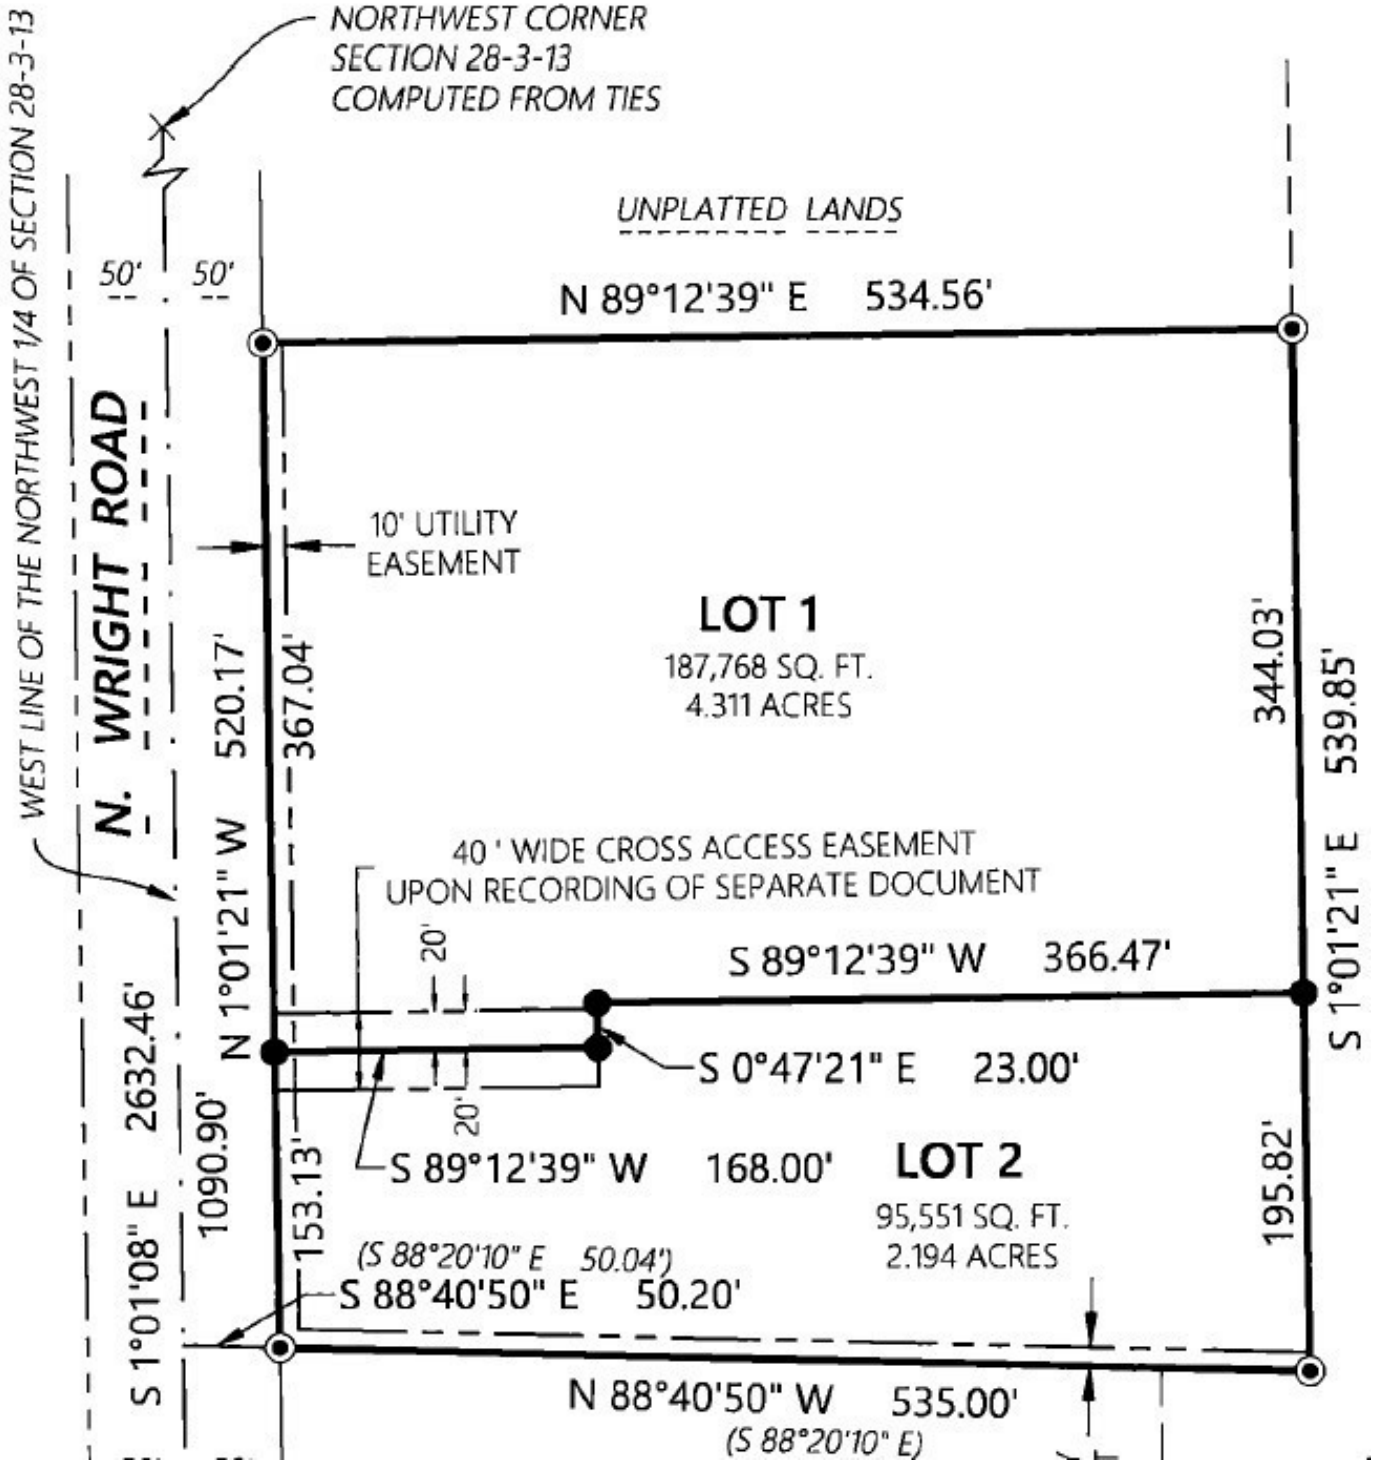 NORTHWEST CORNER
SECTION 28-3-13
COMPUTED FROM TIES
WEST LINE OF THE NORTHWEST 1/4 OF SECTION 28-3-13
UNPLATTED LANDS
50'
50'
N 89°12'39" E 534.56'
N. WRIGHT ROAD
10' UTILITY
EASEMENT
LOT 1
187,768 SQ. FT.
4.311 ACRES
N 1°01'21" W 520.17'
367.04'
344.03'
S 1°01'21" E 539.85'
40 ' WIDE CROSS ACCESS EASEMENT
UPON RECORDING OF SEPARATE DOCUMENT
20'
S 89°12'39" W 366.47'
S 0°47'21" E 23.00'
20'
S 89°12'39" W 168.00'
LOT 2
95,551 SQ. FT.
2.194 ACRES
S 1°01'08" E 2632.46'
1090.90'
153.13'
195.82'
(S 88°20'10" E 50.04')
S 88°40'50" E 50.20'
N 88°40'50" W 535.00'
(S 88°20'10" E)